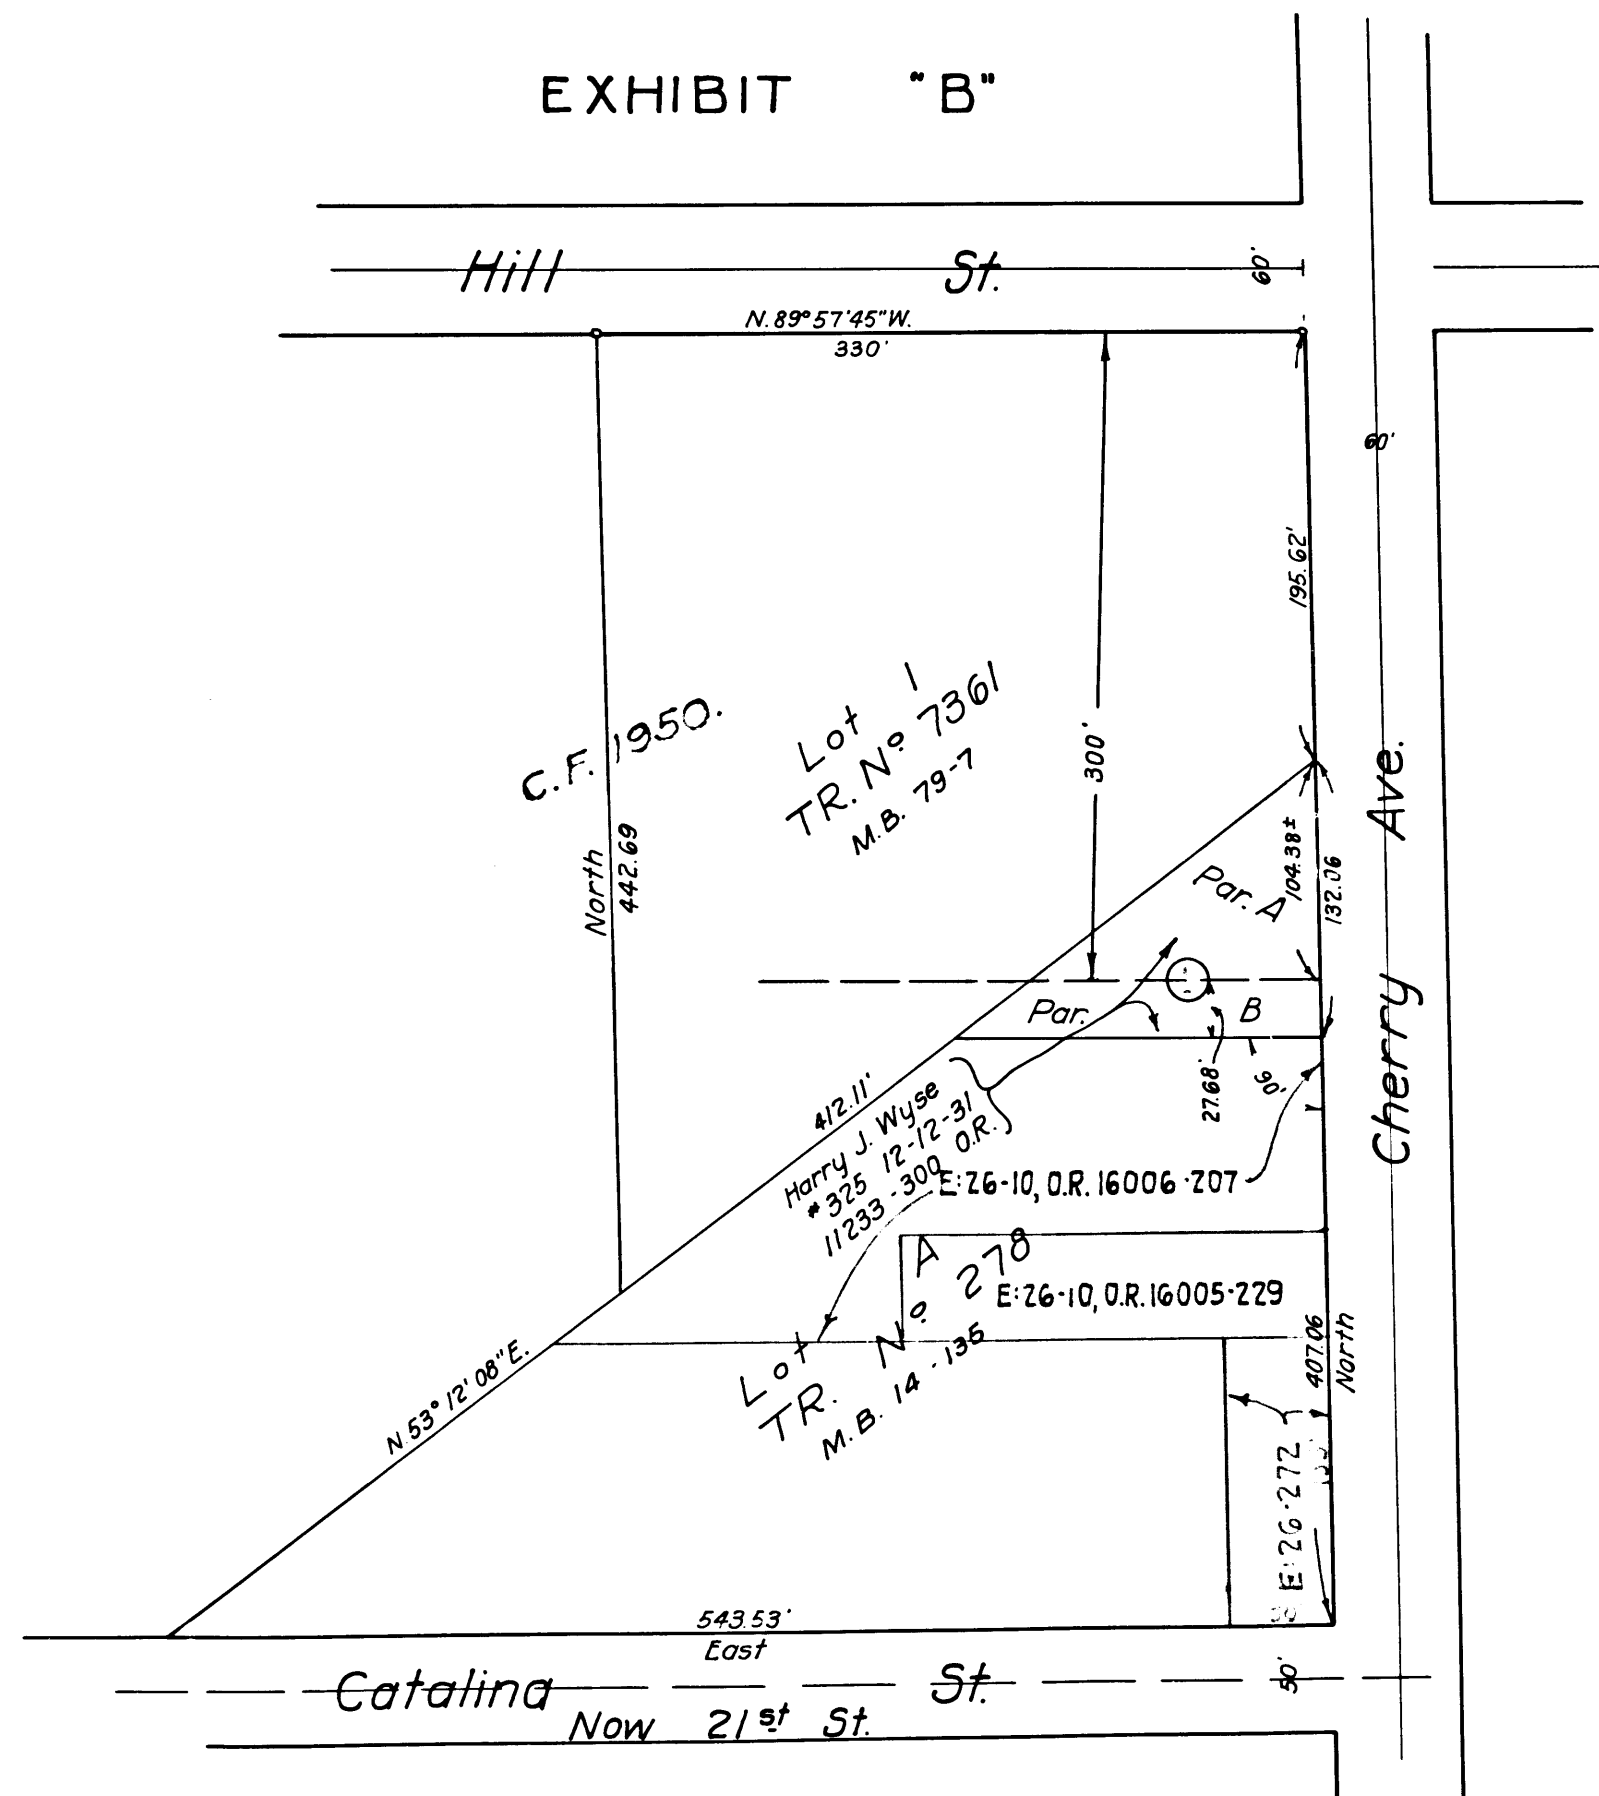 EXHIBIT "B"
Hill St.
60'
N. 89° 57' 45" W.
330'
60'
195.62'
Lot 1
TR. Nº 7361
M.B. 79-7
C.F. 1950.
300'
North
442.69
Cherry Ave.
Par. A
104.38±
132.06
Par. B
27.68'
90'
412.11'
Harry J. Wyse
#325 12-12-31
11233-300 O.R.
E:26-10, O.R. 16006·207
E:26-10, O.R. 16005·229
Lot A
TR. Nº 278
M.B. 14-135
407.06
North
N. 53° 12' 08" E.
E:26·272
543.53'
East
Catalina St.
50'
Now 21st St.